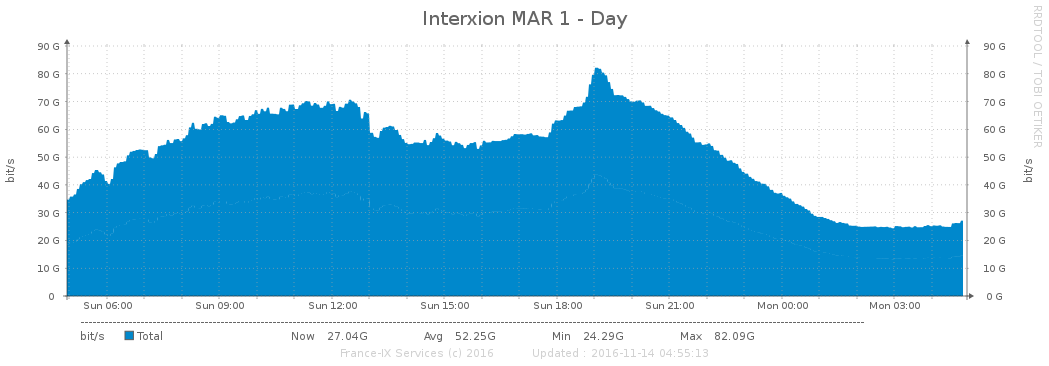 Interxion MAR 1 - Day
RRDTOOL / TOBI OETIKER
90 G 90 G
80 G 80 G
70 G 70 G
60 G 60 G
50 G 50 G
40 G 40 G
30 G 30 G
20 G 20 G
10 G 10 G
0 0 G
bit/s bit/s
Sun 06:00 Sun 09:00 Sun 12:00 Sun 15:00 Sun 18:00 Sun 21:00 Mon 00:00 Mon 03:00
bit/s Total Now 27.04G Avg 52.25G Min 24.29G Max 82.09G
France-IX Services (c) 2016 Updated : 2016-11-14 04:55:13